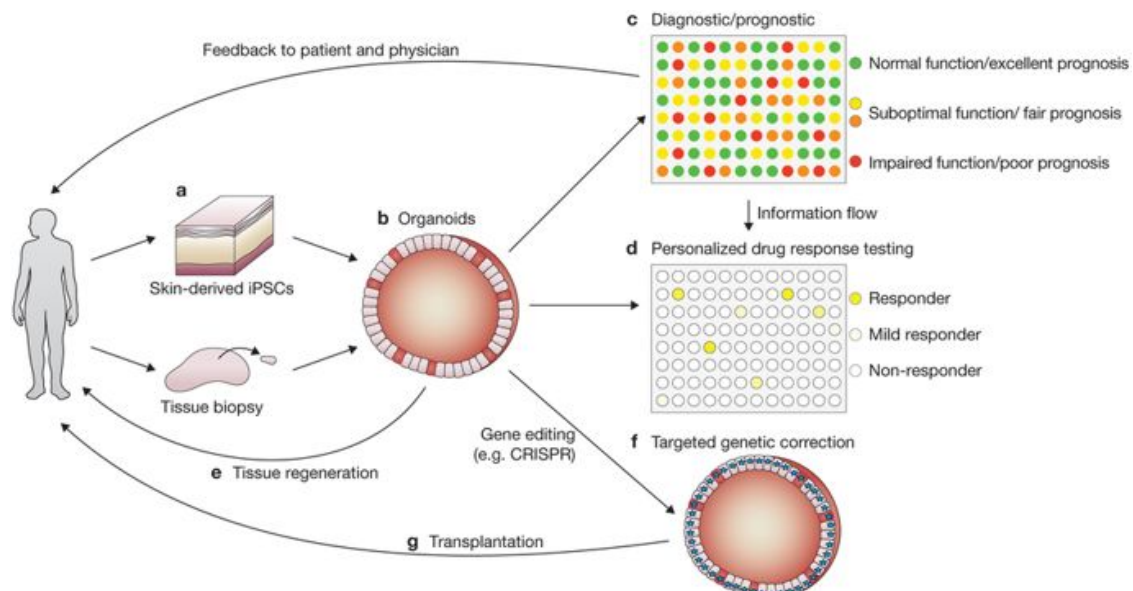 c Diagnostic/prognostic
Feedback to patient and physician
Normal function/excellent prognosis
Suboptimal function/ fair prognosis
Impaired function/poor prognosis
a
Skin-derived iPSCs
b Organoids
Information flow
d Personalized drug response testing
Responder
Mild responder
Non-responder
Tissue biopsy
Gene editing
(e.g. CRISPR)
e Tissue regeneration
f Targeted genetic correction
g Transplantation